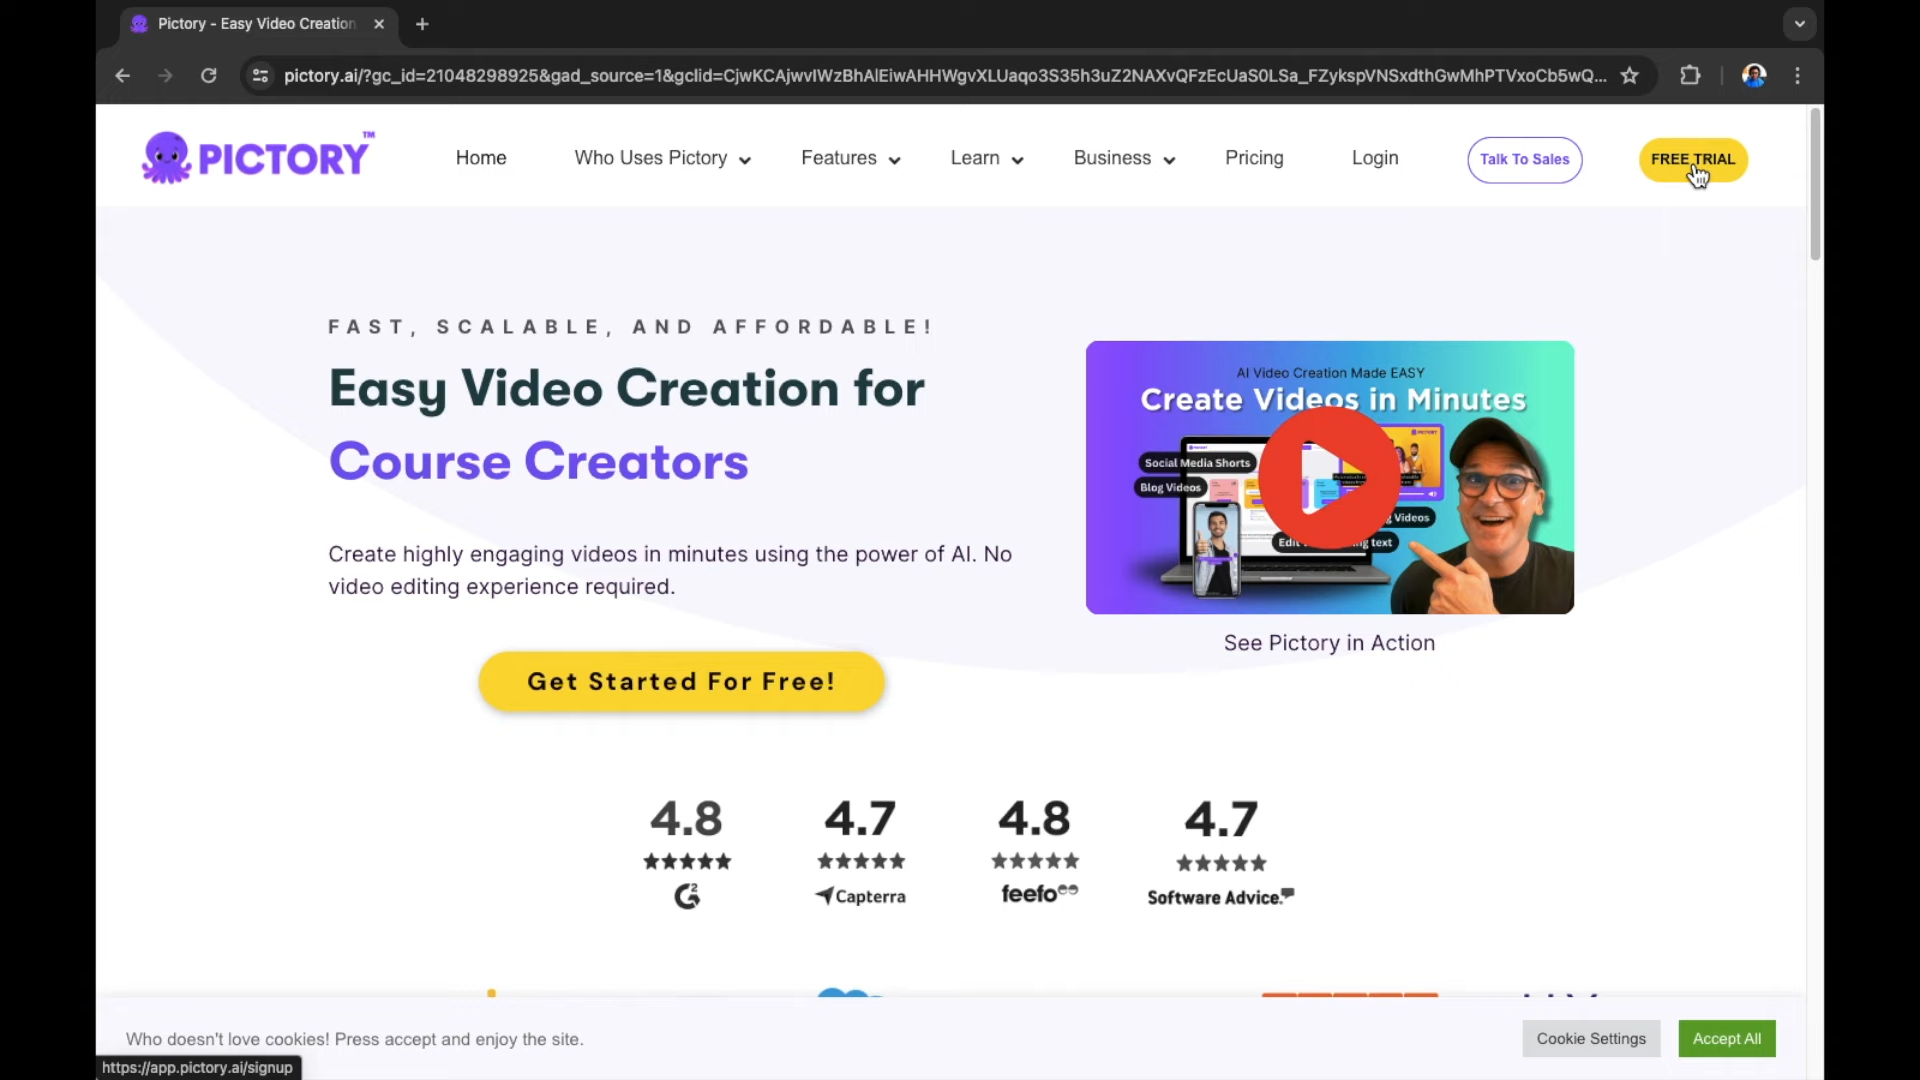 Pictory - Easy Video Creation
pictory.ai/?gc_id=21048298925&gad_source=1&gclid=CjwKCAjwvIWzBhAlEiwAHHWgvXLUaqo3S35h3uZ2NAXvQFzEcUaS0LSa_FZykspVNSxdthGwMhPTVxoCb5wQ...
PICTORY™
Home
Who Uses Pictory
Features
Learn
Business
Pricing
Login
Talk To Sales
FREE TRIAL
FAST, SCALABLE, AND AFFORDABLE!
Easy Video Creation for
Course Creators
Create highly engaging videos in minutes using the power of AI. No
video editing experience required.
Get Started For Free!
AI Video Creation Made EASY
Create Videos in Minutes
PICTORY
Social Media Shorts
Blog Videos
Videos
Edit
text
See Pictory in Action
4.8
4.7
4.8
4.7
G2
Capterra
feefo
Software Advice.
Who doesn't love cookies! Press accept and enjoy the site.
Cookie Settings
Accept All
https://app.pictory.ai/signup